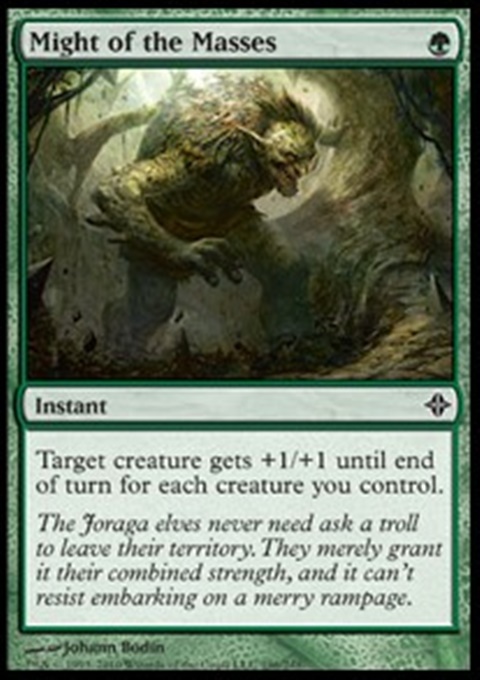 Might of the Masses
Instant
Target creature gets +1/+1 until end
of turn for each creature you control.
The Joraga elves never need ask a troll
to leave their territory. They merely grant
it their combined strength, and it can't
resist embarking on a merry rampage.
Johann Bodin